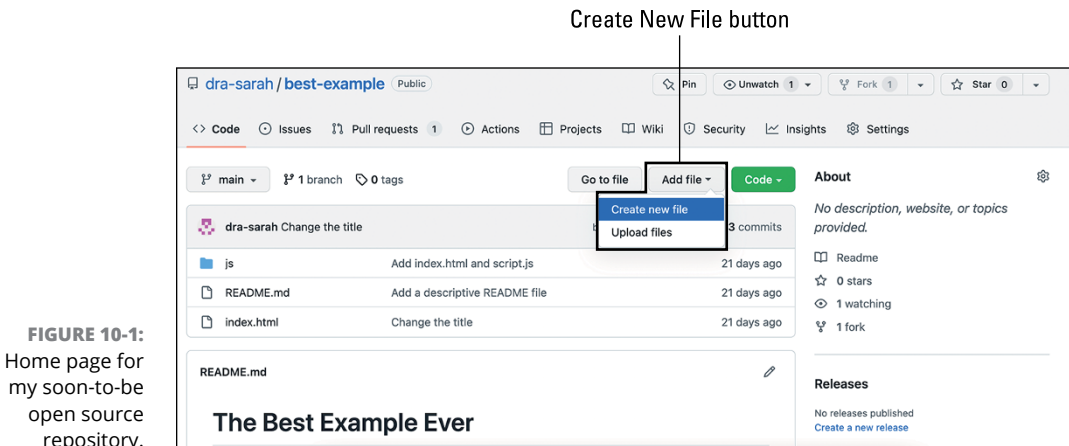 Create New File button
dra-sarah / best-example Public
Pin Unwatch 1 Fork 1 Star 0
Code Issues Pull requests 1 Actions Projects Wiki Security Insights Settings
main 1 branch 0 tags Go to file Add file Code
Create new file
Upload files
dra-sarah Change the title 3 commits
js Add index.html and script.js 21 days ago
README.md Add a descriptive README file 21 days ago
index.html Change the title 21 days ago
README.md
The Best Example Ever
About
No description, website, or topics
provided.
Readme
0 stars
1 watching
1 fork
Releases
No releases published
Create a new release
FIGURE 10-1:
Home page for
my soon-to-be
open source
repository.